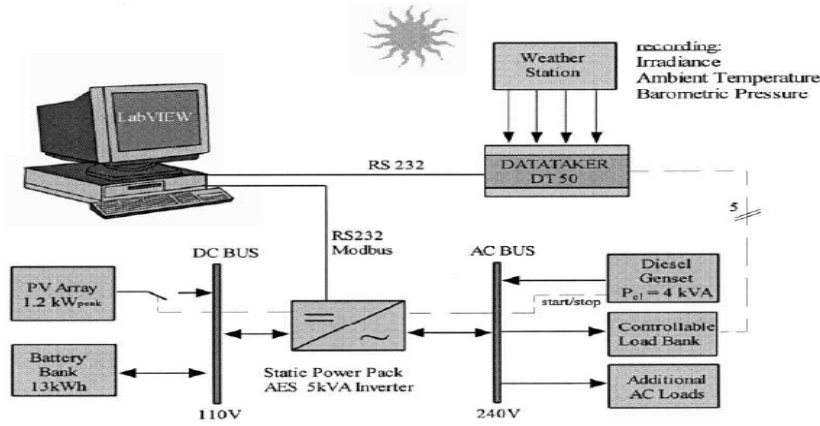 Weather
Station
recording:
Irradiance
Ambient Temperature
Barometric Pressure
LabVIEW
RS 232
DATATAKER
DT 50
5
RS232
Modbus
DC BUS
AC BUS
PV Array
1.2 kWpeak
Diesel
Genset
Pel = 4 kVA
start/stop
Controllable
Load Bank
Battery
Bank
13kWh
Static Power Pack
AES 5kVA Inverter
Additional
AC Loads
110V
240V